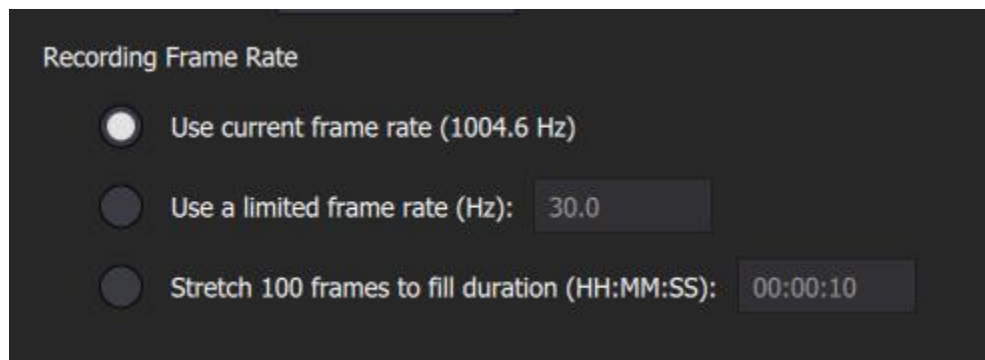 Recording Frame Rate
Use current frame rate (1004.6 Hz)
Use a limited frame rate (Hz): 30.0
Stretch 100 frames to fill duration (HH:MM:SS): 00:00:10